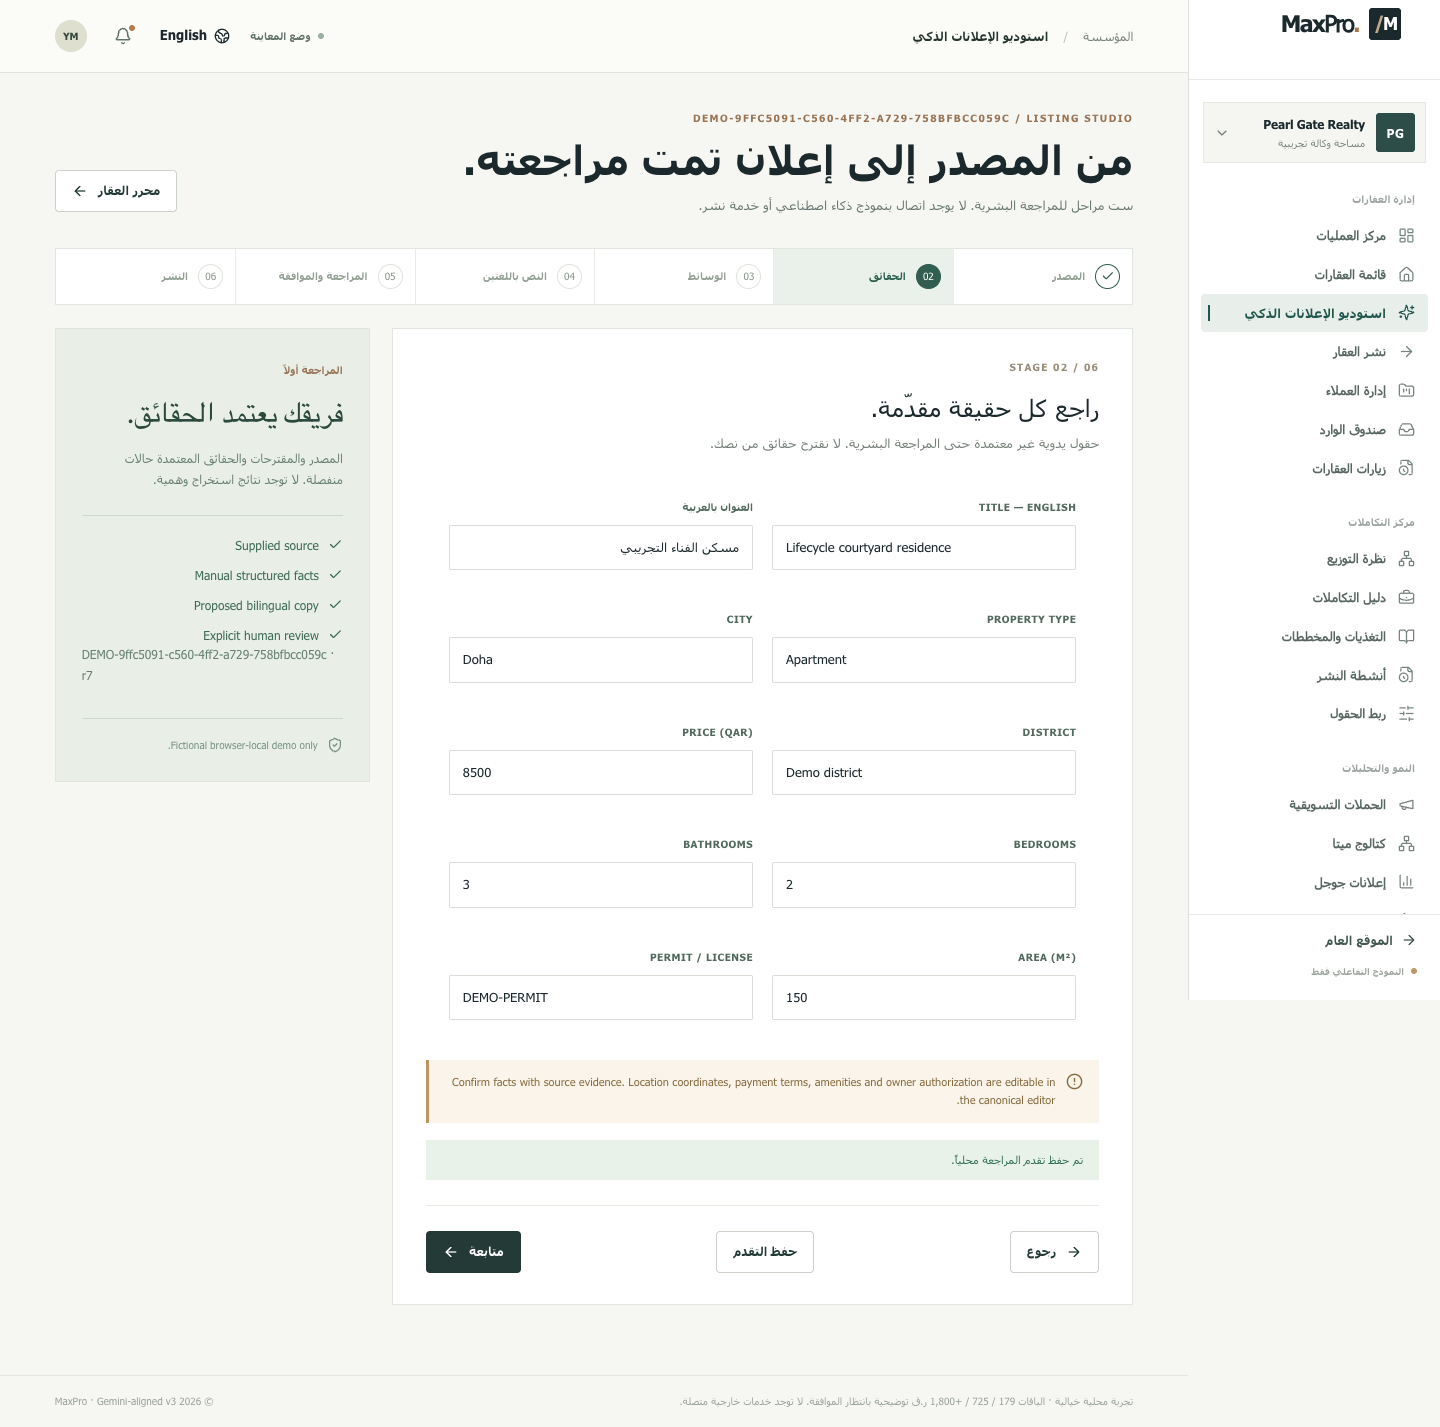 MaxPro. /M
المؤسسة / استوديو الإعلانات الذكي
وضع المعاينة
English
YM
PG
Pearl Gate Realty
مساحة وكالة تجريبية
إدارة العقارات
مركز العمليات
قائمة العقارات
استوديو الإعلانات الذكي
نشر العقار
إدارة العملاء
صندوق الوارد
زيارات العقارات
مركز التكاملات
نظرة التوزيع
دليل التكاملات
التغذيات والمخططات
أنشطة النشر
ربط الحقول
النمو والتحليلات
الحملات التسويقية
كتالوج ميتا
إعلانات جوجل
الموقع العام
النموذج التفاعلي فقط
DEMO-9FFC5091-C560-4FF2-A729-758BFBCC059C / LISTING STUDIO
من المصدر إلى إعلان تمت مراجعته.
ست مراحل للمراجعة البشرية. لا يوجد اتصال بنموذج ذكاء اصطناعي أو خدمة نشر.
محرر العقار
المصدر
02 الحقائق
03 الوسائط
04 النص باللغتين
05 المراجعة والموافقة
06 النشر
STAGE 02 / 06
راجع كل حقيقة مقدّمة.
حقول يدوية غير معتمدة حتى المراجعة البشرية. لا نقترح حقائق من نصك.
TITLE — ENGLISH
Lifecycle courtyard residence
العنوان بالعربية
مسكن الفناء التجريبي
PROPERTY TYPE
Apartment
CITY
Doha
DISTRICT
Demo district
PRICE (QAR)
8500
BEDROOMS
2
BATHROOMS
3
AREA (M²)
150
PERMIT / LICENSE
DEMO-PERMIT
Confirm facts with source evidence. Location coordinates, payment terms, amenities and owner authorization are editable in
the canonical editor.
تم حفظ تقدم المراجعة محلياً.
رجوع
حفظ التقدم
متابعة
المراجعة أولاً
فريقك يعتمد الحقائق.
المصدر والمقترحات والحقائق المعتمدة حالات
منفصلة. لا توجد نتائج استخراج وهمية.
Supplied source
Manual structured facts
Proposed bilingual copy
Explicit human review
DEMO-9ffc5091-c560-4ff2-a729-758bfbcc059c ·
r7
Fictional browser-local demo only.
تجربة محلية خيالية · الباقات 179 / 725 / 1,800+ ر.ق توضيحية بانتظار الموافقة. لا توجد خدمات خارجية متصلة.
© 2026 MaxPro · Gemini-aligned v3